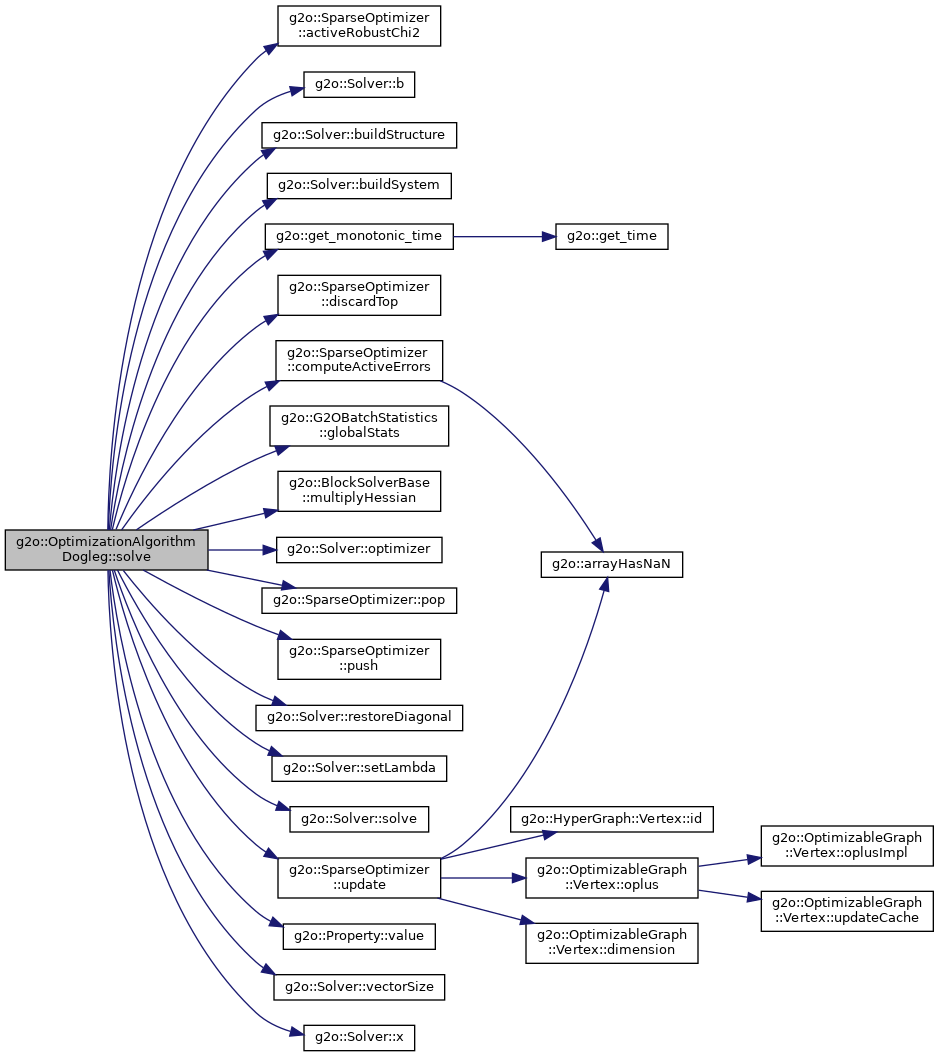 g2o::SparseOptimizer
::activeRobustChi2
g2o::Solver::b
g2o::Solver::buildStructure
g2o::Solver::buildSystem
g2o::get_monotonic_time
g2o::get_time
g2o::SparseOptimizer
::discardTop
g2o::SparseOptimizer
::computeActiveErrors
g2o::G2OBatchStatistics
::globalStats
g2o::BlockSolverBase
::multiplyHessian
g2o::OptimizationAlgorithm
Dogleg::solve
g2o::Solver::optimizer
g2o::arrayHasNaN
g2o::SparseOptimizer::pop
g2o::SparseOptimizer
::push
g2o::Solver::restoreDiagonal
g2o::Solver::setLambda
g2o::Solver::solve
g2o::HyperGraph::Vertex::id
g2o::SparseOptimizer
::update
g2o::OptimizableGraph
::Vertex::oplus
g2o::OptimizableGraph
::Vertex::oplusImpl
g2o::OptimizableGraph
::Vertex::updateCache
g2o::OptimizableGraph
::Vertex::dimension
g2o::Property::value
g2o::Solver::vectorSize
g2o::Solver::x